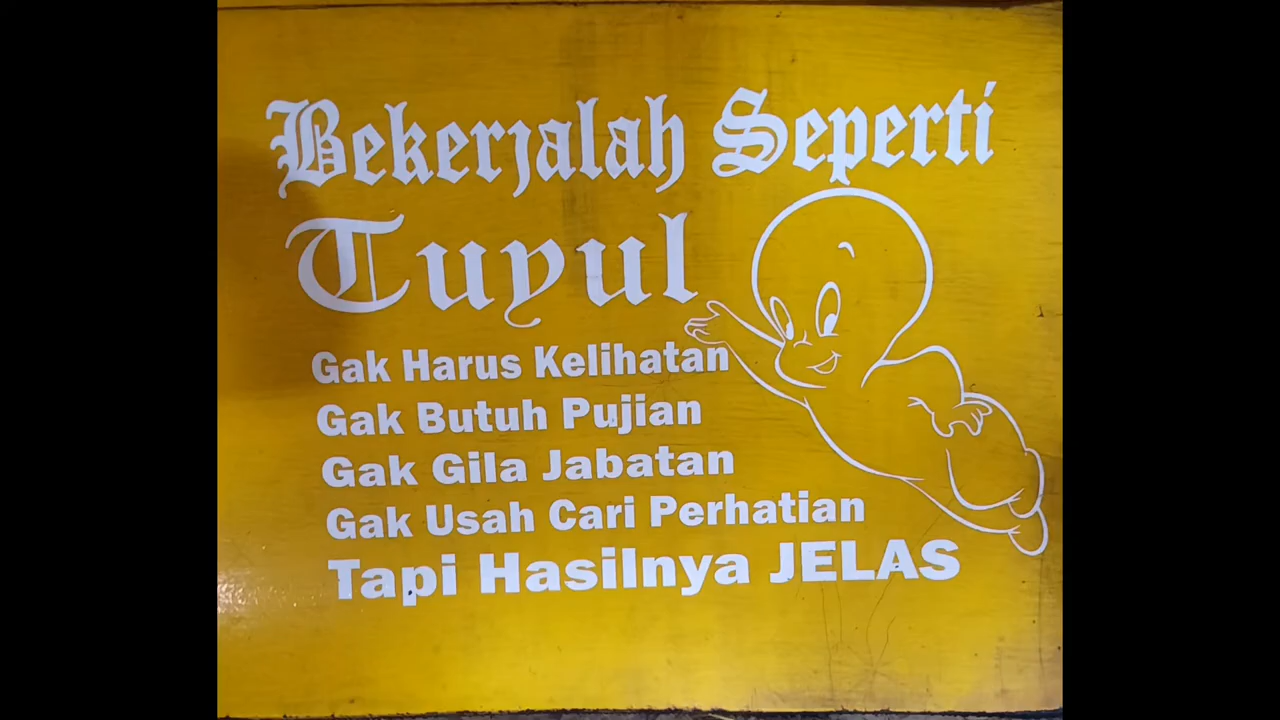 Bekerjalah Seperti
Tuyul
Gak Harus Kelihatan
Gak Butuh Pujian
Gak Gila Jabatan
Gak Usah Cari Perhatian
Tapi Hasilnya JELAS